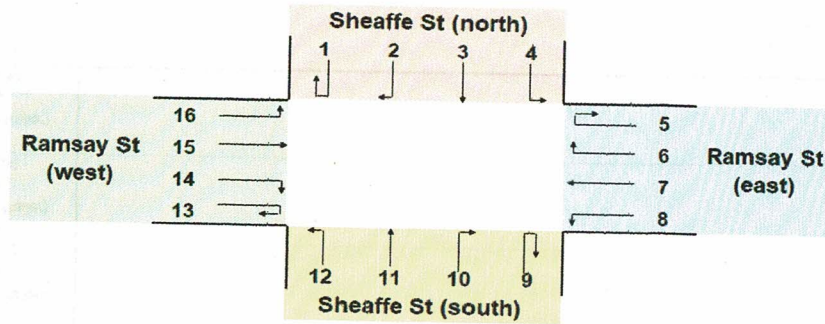 Sheaffe St (north)
1 2 3 4
16 5
Ramsay St
(west)
15 6
Ramsay St
(east)
14 7
13 8
12 11 10 9
Sheaffe St (south)